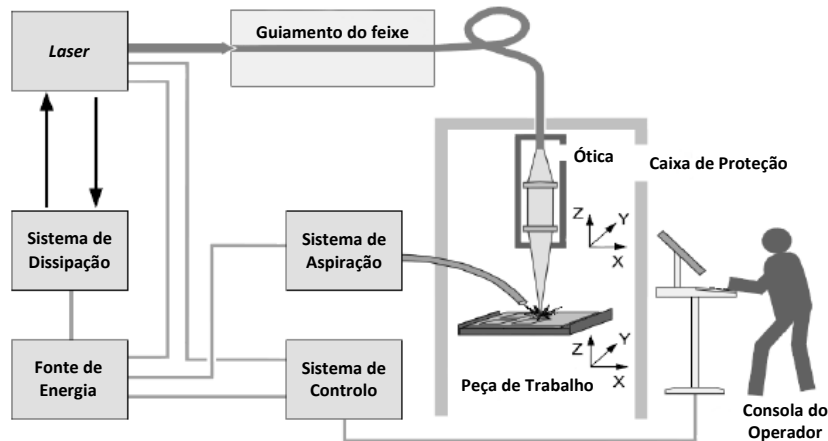 Laser
Guiamento do feixe
Ótica
Caixa de Proteção
Z
Y
X
Sistema de
Dissipação
Sistema de
Aspiração
Fonte de
Energia
Sistema de
Controlo
Z
Y
X
Peça de Trabalho
Consola do
Operador